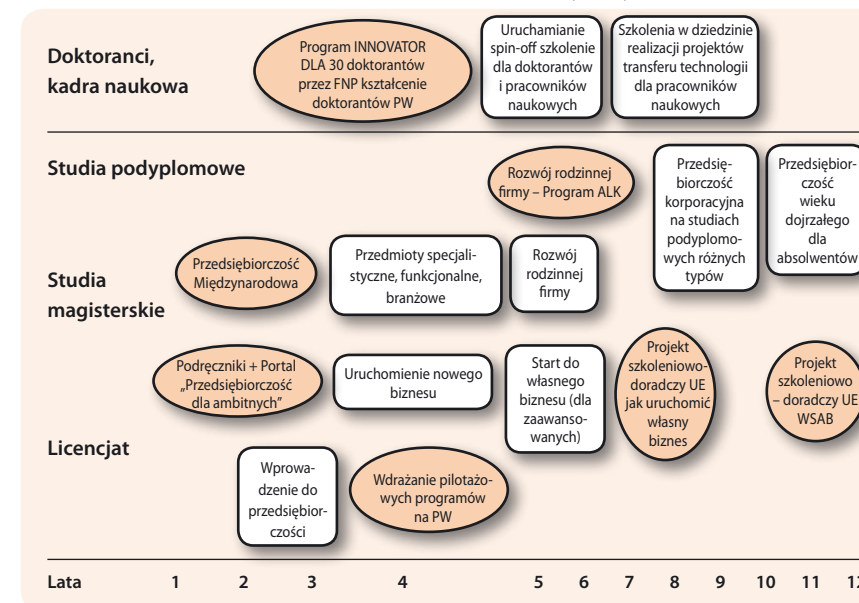 Doktoranci,
kadra naukowa
Program INNOVATOR
DLA 30 doktorantów
przez FNP kształcenie
doktorantów PW
Uruchamianie
spin-off szkolenie
dla doktorantów
i pracowników
naukowych
Szkolenia w dziedzinie
realizacji projektów
transferu technologii
dla pracowników
naukowych
Studia podyplomowe
Rozwój rodzinnej
firmy – Program ALK
Przedsię-
biorczość
korporacyjna
na studiach
podyplomo-
wych różnych
typów
Przedsiębior-
czość
wieku
dojrzałego
dla
absolwentów
Studia
magisterskie
Przedsiębiorczość
Międzynarodowa
Przedmioty specjali-
styczne, funkcjonalne,
branżowe
Rozwój
rodzinnej
firmy
Podręczniki + Portal
„Przedsiębiorczość
dla ambitnych”
Uruchomienie nowego
biznesu
Start do
własnego
biznesu (dla
zaawanso-
wanych)
Projekt
szkoleniowo-
doradczy UE
jak uruchomić
własny
biznes
Projekt
szkoleniowo
– doradczy UE
WSAB
Licencjat
Wprowa-
dzenie do
przedsiębior-
czości
Wdrażanie pilotażo-
wych programów
na PW
Lata 1 2 3 4 5 6 7 8 9 10 11 12